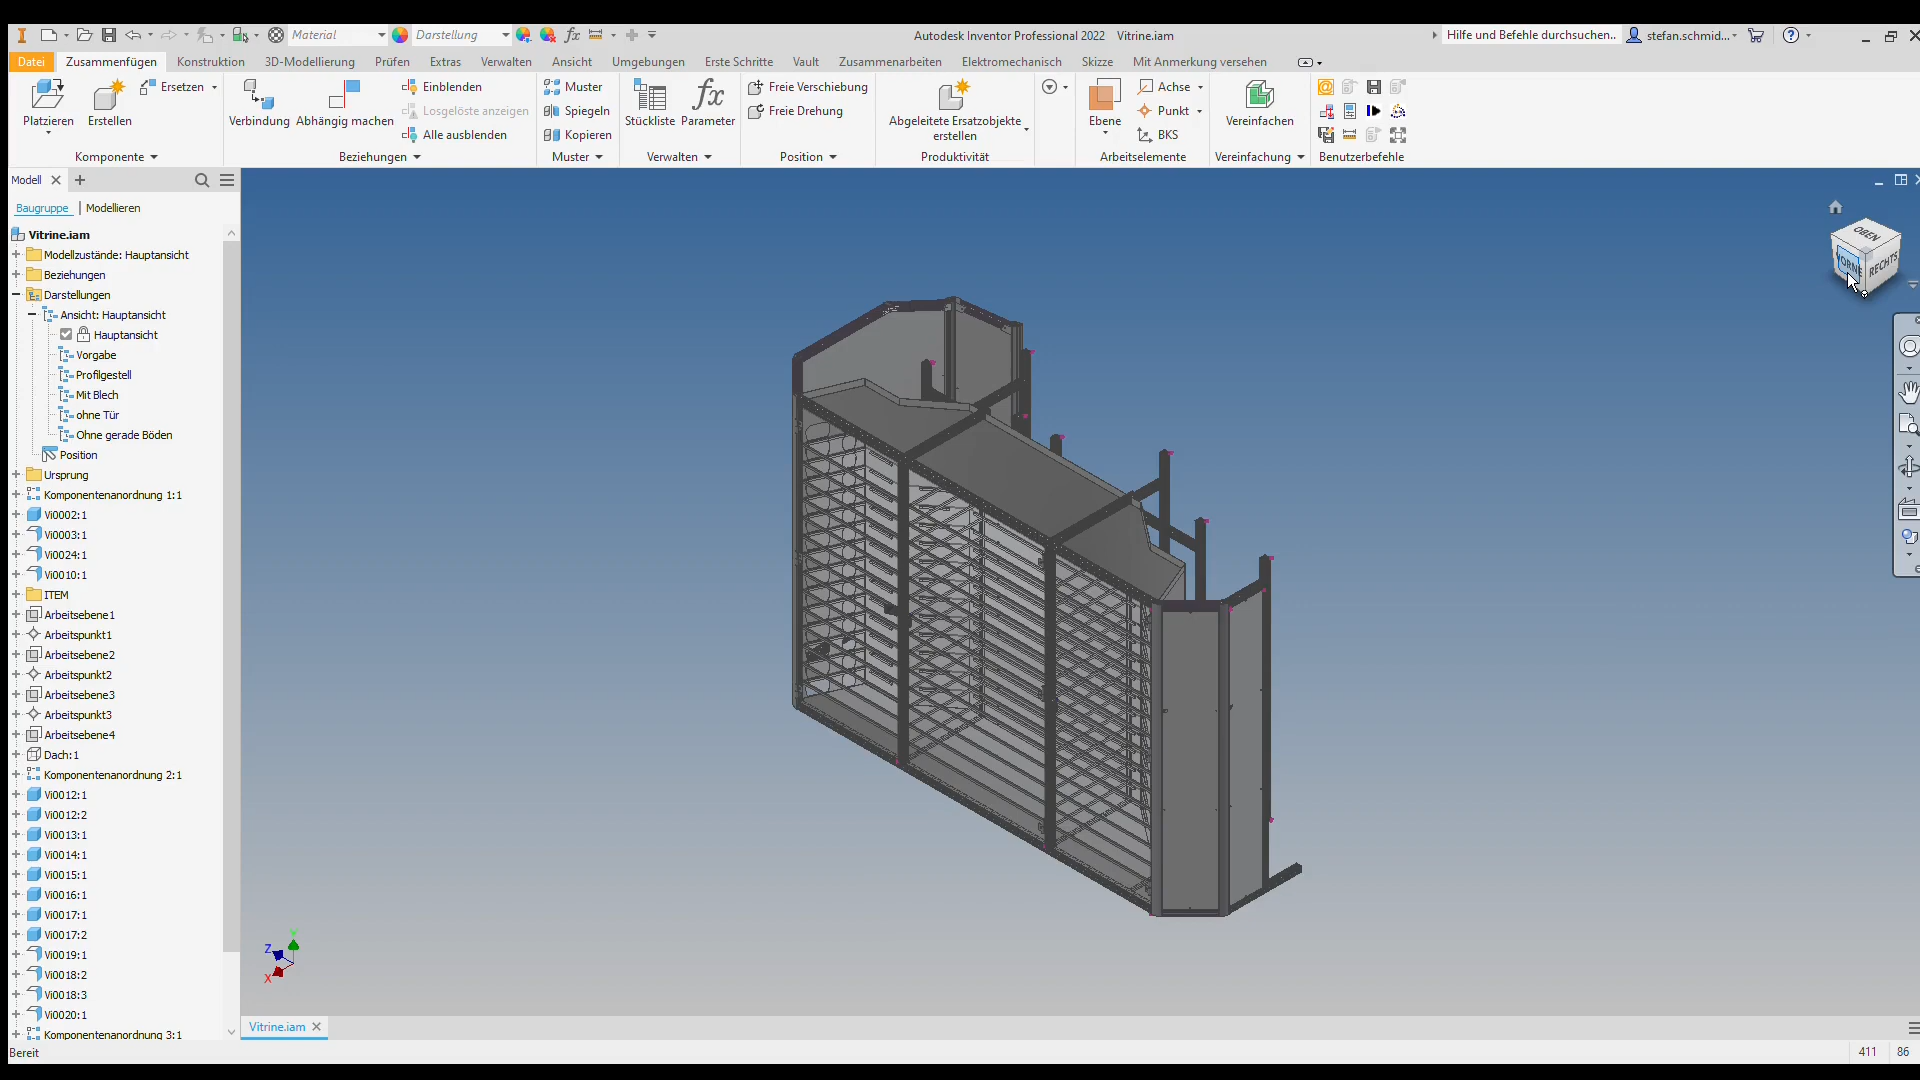 Material
Darstellung
Autodesk Inventor Professional 2022 Vitrine.iam
Hilfe und Befehle durchsuchen..
stefan.schmid...
Datei Zusammenfügen Konstruktion 3D-Modellierung Prüfen Extras Verwalten Ansicht Umgebungen Erste Schritte Vault Zusammenarbeiten Elektromechanisch Skizze Mit Anmerkung versehen
Platzieren
Erstellen
Ersetzen
Komponente
Verbindung
Abhängig machen
Einblenden
Losgelöste anzeigen
Alle ausblenden
Beziehungen
Muster
Spiegeln
Kopieren
Muster
Stückliste
fx
Parameter
Verwalten
Freie Verschiebung
Freie Drehung
Position
Abgeleitete Ersatzobjekte
erstellen
Produktivität
Ebene
Achse
Punkt
BKS
Arbeitselemente
Vereinfachen
Vereinfachung
Benutzerbefehle
Modell
Baugruppe | Modellieren
Vitrine.iam
Modellzustände: Hauptansicht
Beziehungen
Darstellungen
Ansicht: Hauptansicht
Hauptansicht
Vorgabe
Profilgestell
Mit Blech
ohne Tür
Ohne gerade Böden
Position
Ursprung
Komponentenanordnung 1:1
Vi0002:1
Vi0003:1
Vi0024:1
Vi0010:1
ITEM
Arbeitsebene1
Arbeitspunkt1
Arbeitsebene2
Arbeitspunkt2
Arbeitsebene3
Arbeitspunkt3
Arbeitsebene4
Dach:1
Komponentenanordnung 2:1
Vi0012:1
Vi0012:2
Vi0013:1
Vi0014:1
Vi0015:1
Vi0016:1
Vi0017:1
Vi0017:2
Vi0019:1
Vi0018:2
Vi0018:3
Vi0020:1
Komponentenanordnung 3:1
OBEN
VORNE
RECHTS
Z
Y
X
Vitrine.iam
Bereit
411 86